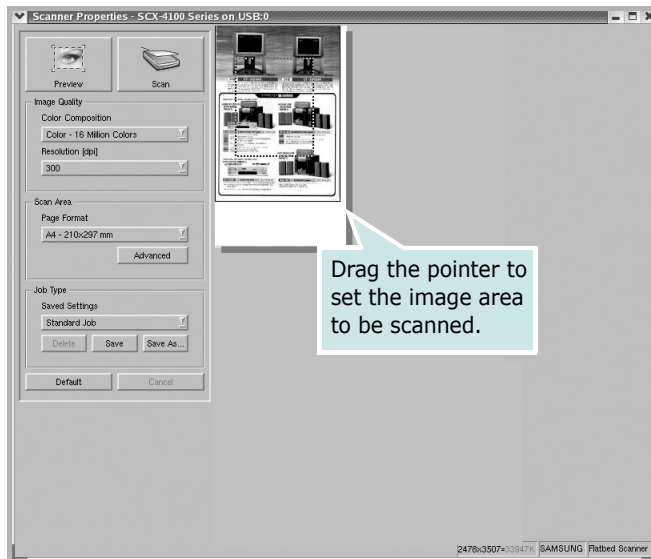 Scanner Properties - SCX-4100 Series on USB:0
Preview
Scan
Image Quality
Color Composition
Color - 16 Million Colors
Resolution [dpi]
300
Scan Area
Page Format
A4 - 210x297 mm
Advanced
Job Type
Saved Settings
Standard Job
Delete
Save
Save As...
Default
Cancel
Drag the pointer to
set the image area
to be scanned.
2478x3507=33947K
SAMSUNG
Flatbed Scanner